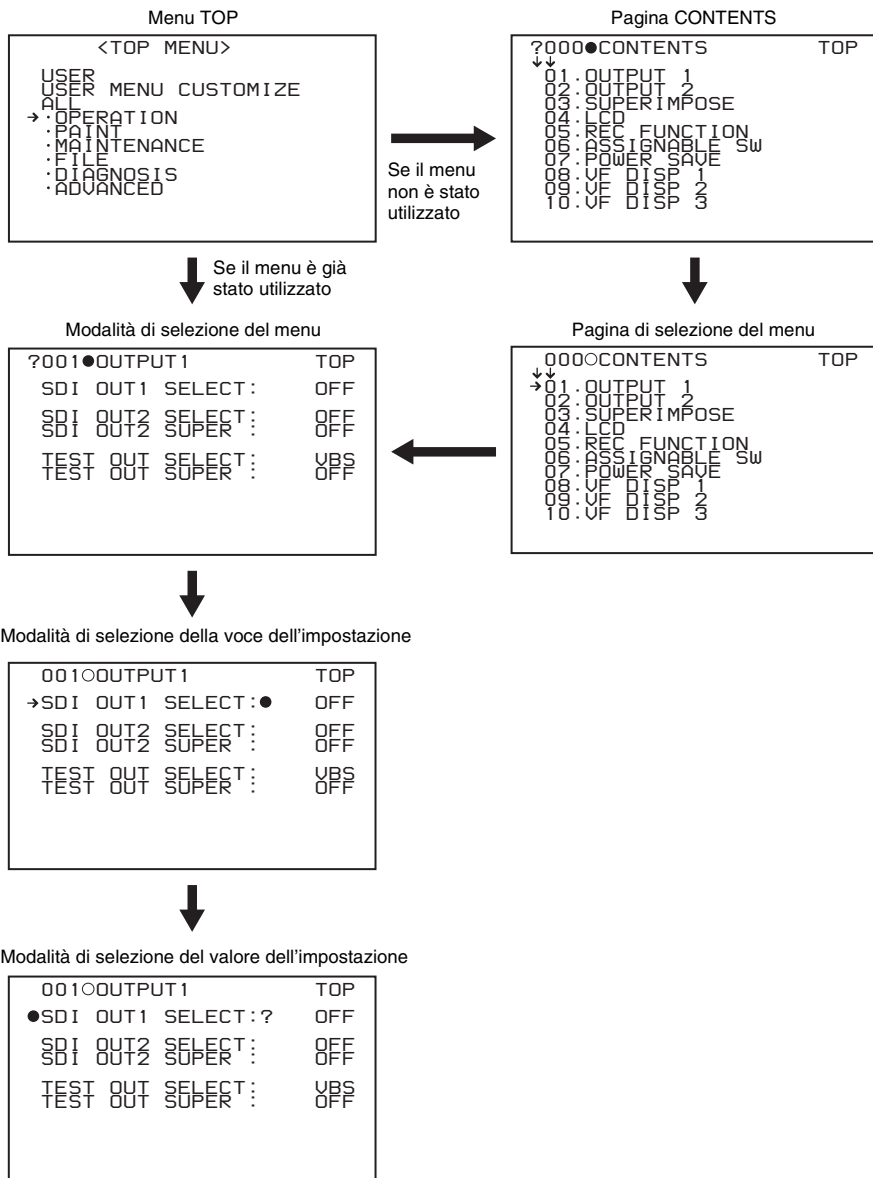 Menu TOP
<TOP MENU>
USER
USER MENU CUSTOMIZE
ALL
→·OPERATION
·PAINT
·MAINTENANCE
·FILE
·DIAGNOSIS
·ADVANCED
Se il menu
non è stato
utilizzato
Pagina CONTENTS
?000●CONTENTS TOP
↓↓
01.OUTPUT 1
02.OUTPUT 2
03.SUPERIMPOSE
04.LCD
05.REC FUNCTION
06.ASSIGNABLE SW
07.POWER SAVE
08.VF DISP 1
09.VF DISP 2
10.VF DISP 3
Se il menu è già
stato utilizzato
Modalità di selezione del menu
?001●OUTPUT1 TOP
SDI OUT1 SELECT: OFF
SDI OUT2 SELECT: OFF
SDI OUT2 SUPER : OFF
TEST OUT SELECT: VBS
TEST OUT SUPER : OFF
Pagina di selezione del menu
000○CONTENTS TOP
↓↓
→01.OUTPUT 1
02.OUTPUT 2
03.SUPERIMPOSE
04.LCD
05.REC FUNCTION
06.ASSIGNABLE SW
07.POWER SAVE
08.VF DISP 1
09.VF DISP 2
10.VF DISP 3
Modalità di selezione della voce dell'impostazione
001○OUTPUT1 TOP
→SDI OUT1 SELECT:● OFF
SDI OUT2 SELECT: OFF
SDI OUT2 SUPER : OFF
TEST OUT SELECT: VBS
TEST OUT SUPER : OFF
Modalità di selezione del valore dell'impostazione
001○OUTPUT1 TOP
●SDI OUT1 SELECT:? OFF
SDI OUT2 SELECT: OFF
SDI OUT2 SUPER : OFF
TEST OUT SELECT: VBS
TEST OUT SUPER : OFF